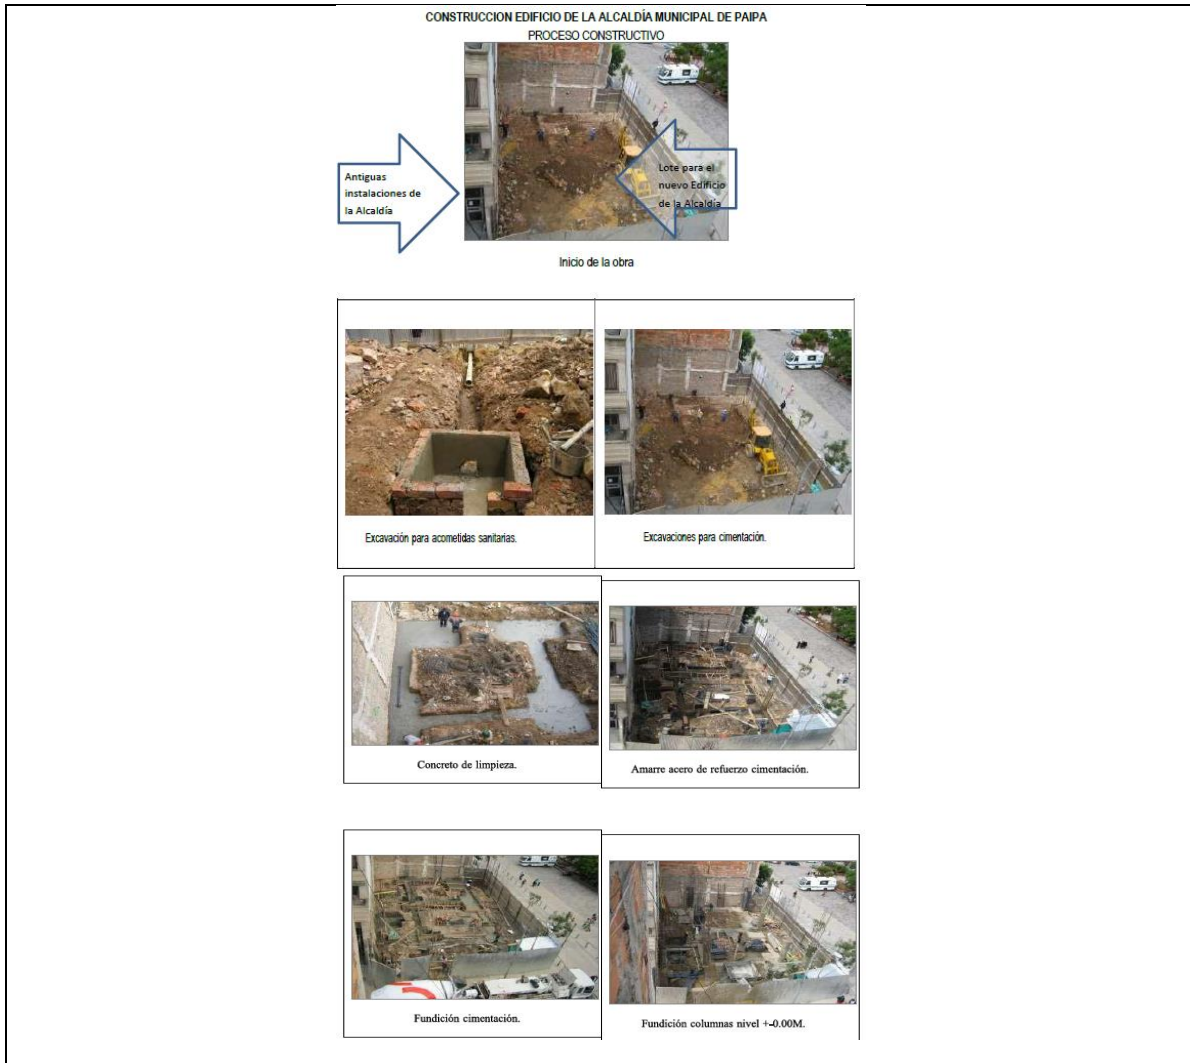 CONSTRUCCION EDIFICIO DE LA ALCALDÍA MUNICIPAL DE PAIPA
PROCESO CONSTRUCTIVO
Antiguas
instalaciones de
la Alcaldía
Lote para el
nuevo Edificio
de la Alcaldía
Inicio de la obra
Excavación para acometidas sanitarias.
Excavaciones para cimentación.
Concreto de limpieza.
Amarre acero de refuerzo cimentación.
Fundición cimentación.
Fundición columnas nivel +-0.00M.